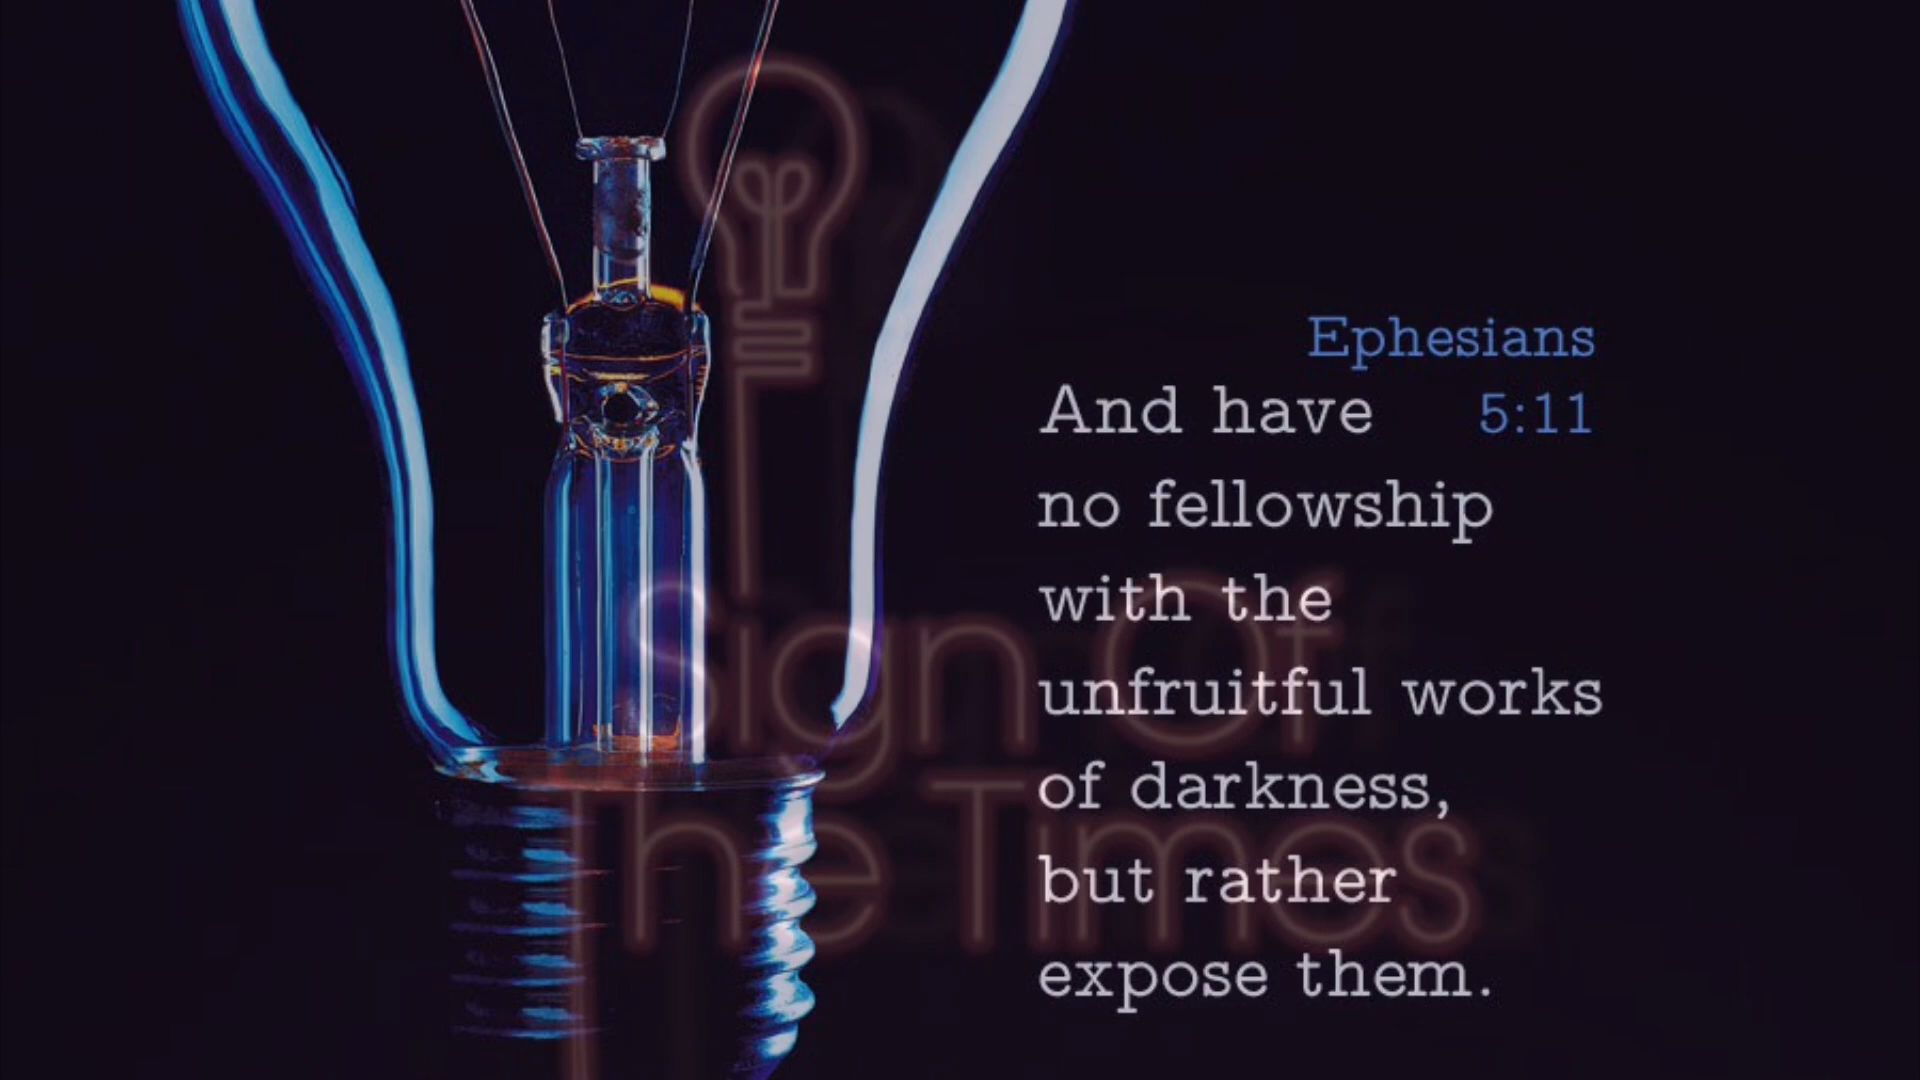 Ephesians
5:11
And have
no fellowship
with the
unfruitful works
of darkness,
but rather
expose them.
Sign Of
The Times